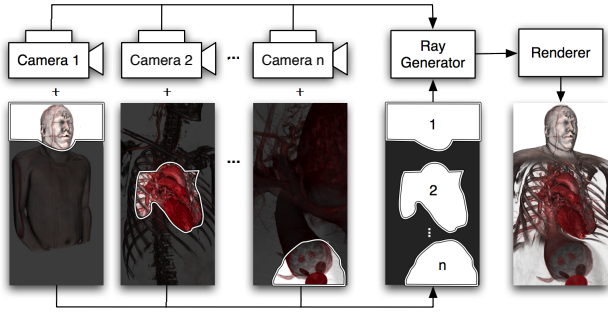 Camera 1
Camera 2
...
Camera n
Ray
Generator
Renderer
+
+
+
...
1
2
...
n